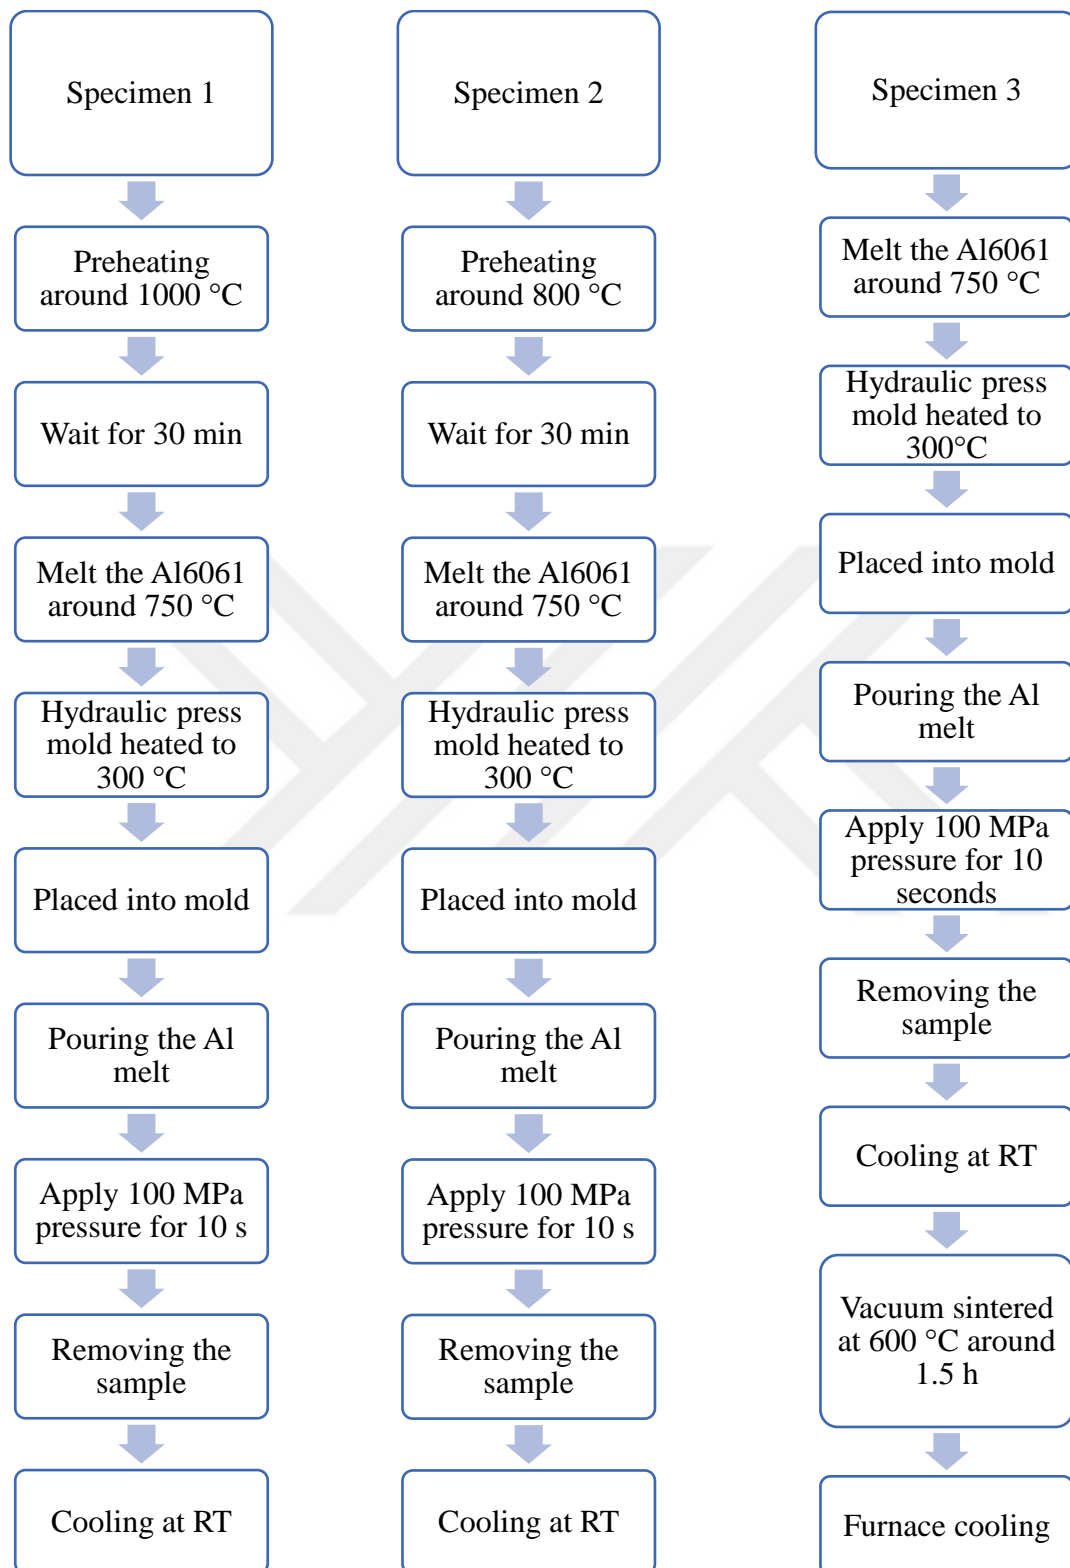 Specimen 1
Preheating
around 1000 °C
Wait for 30 min
Melt the Al6061
around 750 °C
Hydraulic press
mold heated to
300 °C
Placed into mold
Pouring the Al
melt
Apply 100 MPa
pressure for 10 s
Removing the
sample
Cooling at RT
Specimen 2
Preheating
around 800 °C
Wait for 30 min
Melt the Al6061
around 750 °C
Hydraulic press
mold heated to
300 °C
Placed into mold
Pouring the Al
melt
Apply 100 MPa
pressure for 10 s
Removing the
sample
Cooling at RT
Specimen 3
Melt the Al6061
around 750 °C
Hydraulic press
mold heated to
300°C
Placed into mold
Pouring the Al
melt
Apply 100 MPa
pressure for 10
seconds
Removing the
sample
Cooling at RT
Vacuum sintered
at 600 °C around
1.5 h
Furnace cooling